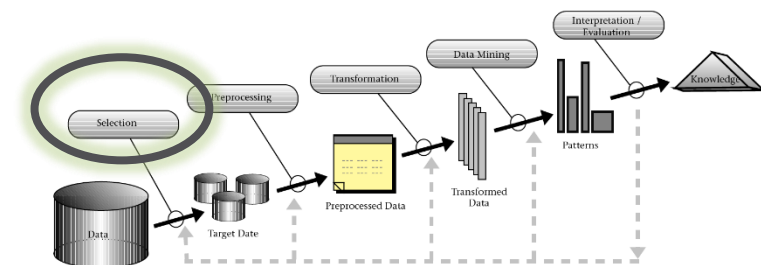 Interpretation /
Evaluation
Data Mining
Transformation
Preprocessing
Selection
Knowledge
Patterns
Transformed
Data
Preprocessed Data
Target Date
Data